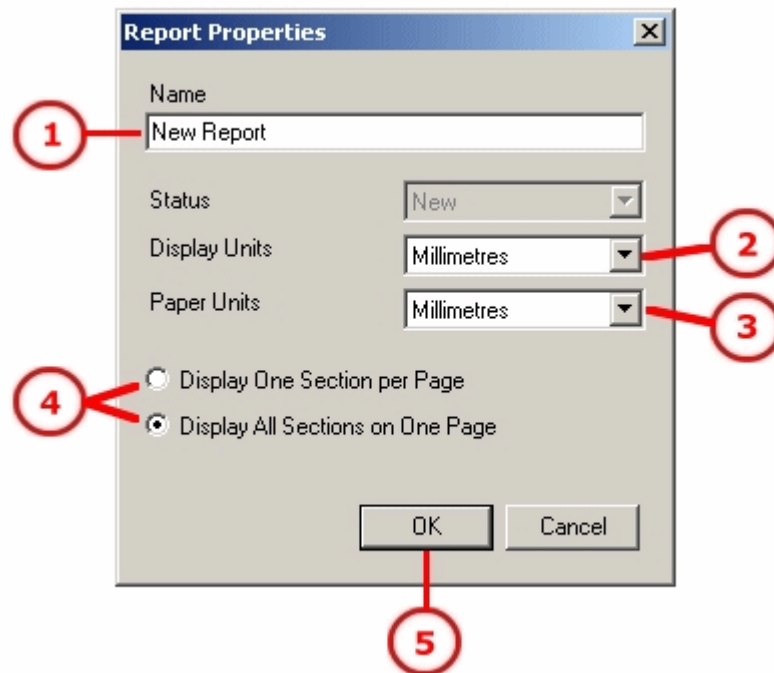 Report Properties
Name
1
New Report
Status
New
Display Units
Millimetres
2
Paper Units
Millimetres
3
4
Display One Section per Page
Display All Sections on One Page
OK
Cancel
5